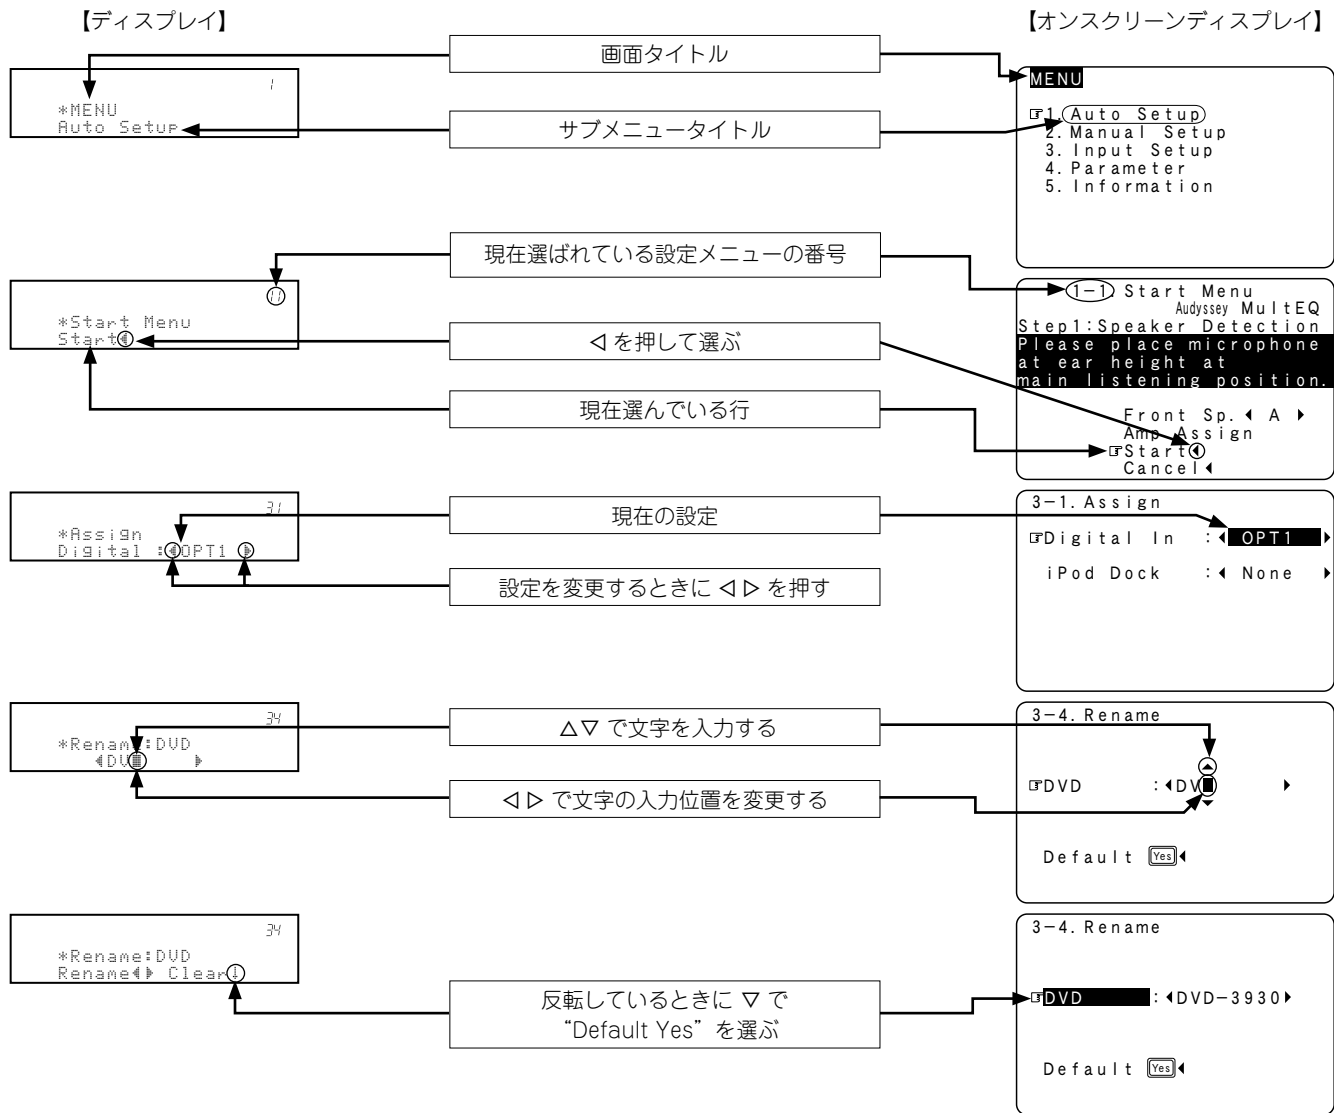 【ディスプレイ】
【オンスクリーンディスプレイ】
1
*MENU
Auto Setup
画面タイトル
サブメニュータイトル
MENU
☞1. Auto Setup
2. Manual Setup
3. Input Setup
4. Parameter
5. Information
11
*Start Menu
Start◀
現在選ばれている設定メニューの番号
◁ を押して選ぶ
現在選んでいる行
1-1. Start Menu
Audyssey MultEQ
Step1:Speaker Detection
Please place microphone
at ear height at
main listening position.
Front Sp.◀ A ▶
Amp Assign
☞Start◀
Cancel◀
31
*Assign
Digital :◀OPT1 ▶
現在の設定
設定を変更するときに ◁ ▷ を押す
3-1. Assign
☞Digital In :◀ OPT1 ▶
iPod Dock :◀ None ▶
34
*Rename:DVD
◀DV■ ▶
△▽ で文字を入力する
◁ ▷ で文字の入力位置を変更する
3-4. Rename
▲
☞DVD :◀DV■ ▶
▼
Default Yes◀
34
*Rename:DVD
Rename◀▶ Clear↓
反転しているときに ▽ で
“Default Yes” を選ぶ
3-4. Rename
☞DVD :◀DVD-3930▶
Default Yes◀